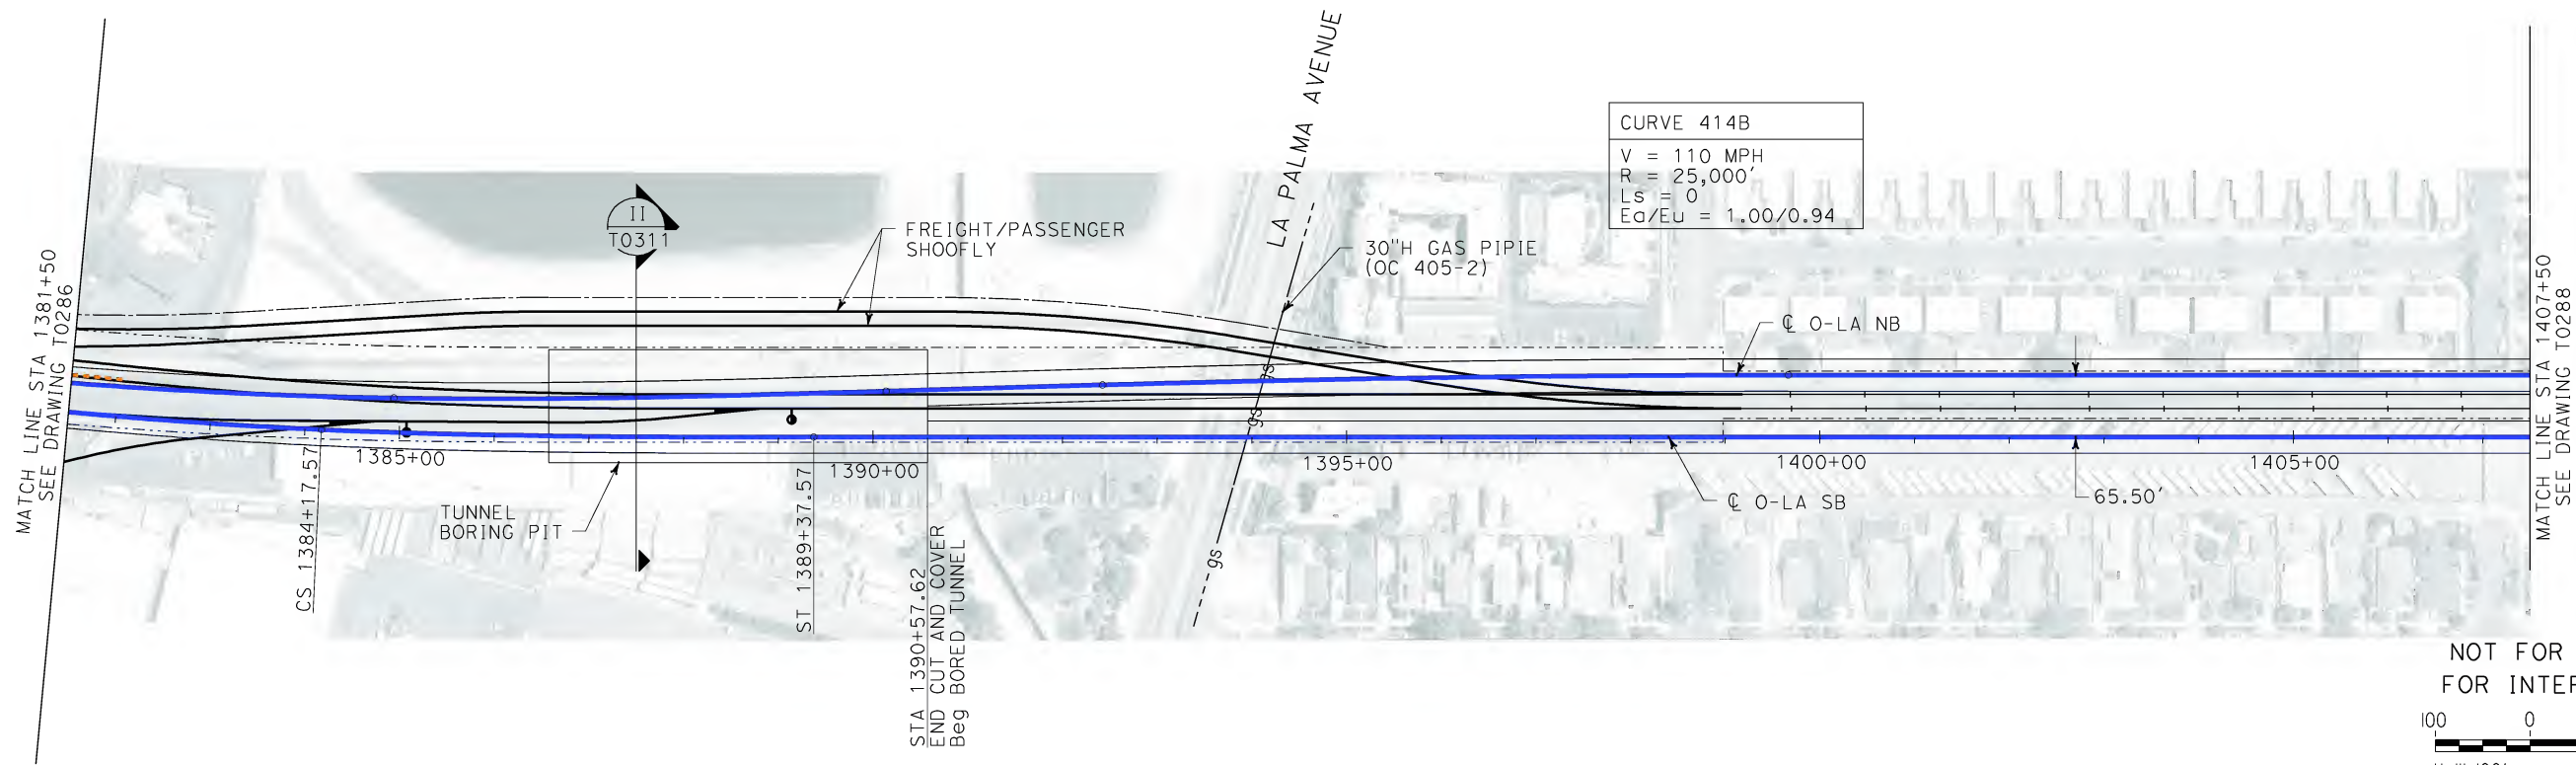 MATCH LINE STA 1381+50
SEE DRAWING T0286
II
T0311
FREIGHT/PASSENGER
SHOOFLY
LA PALMA AVENUE
30"H GAS PIPIE
(OC 405-2)
CURVE 414B
V = 110 MPH
R = 25,000'
Ls = 0
Ea/Eu = 1.00/0.94
℄ O-LA NB
MATCH LINE STA 1407+50
SEE DRAWING T0288
gs
gs
gs
1385+00
1390+00
1395+00
1400+00
1405+00
CS 1384+17.57
TUNNEL
BORING PIT
ST 1389+37.57
STA 1390+57.62
END CUT AND COVER
Beg BORED TUNNEL
℄ O-LA SB
65.50'
NOT FOR
FOR INTER
100 0